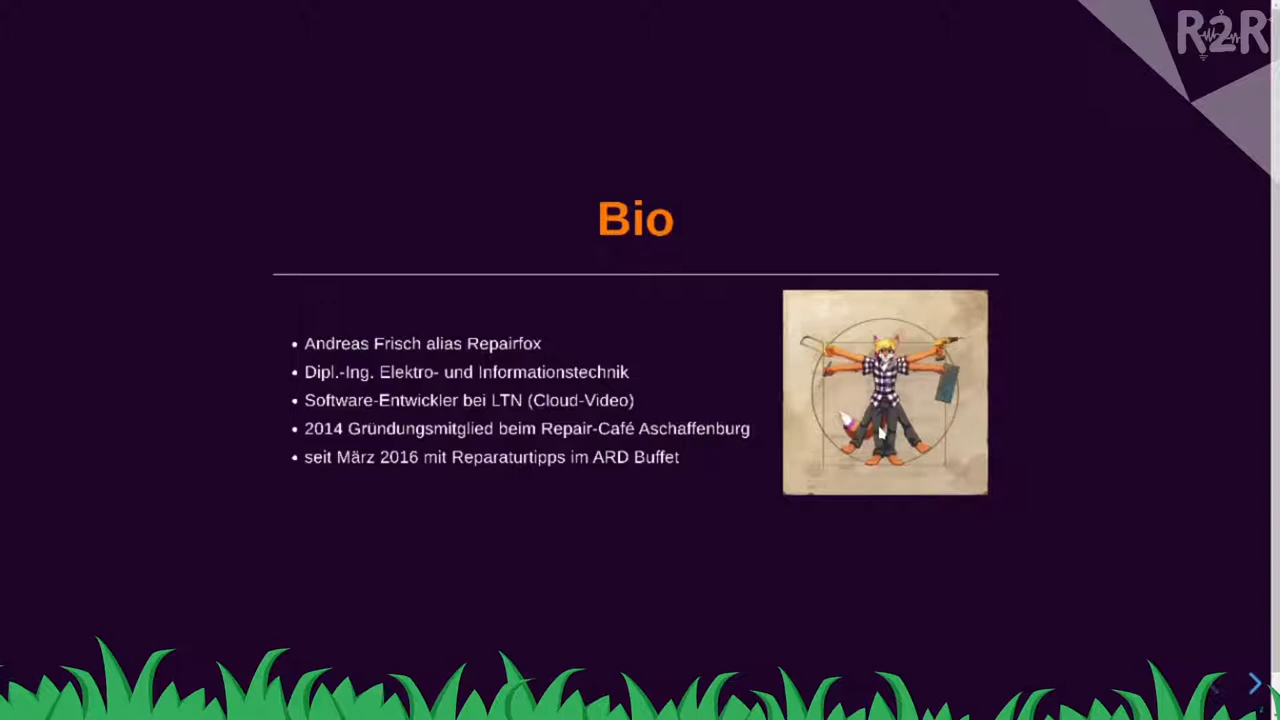 R2R
Bio
Andreas Frisch alias Repairfox
Dipl.-Ing. Elektro- und Informationstechnik
Software-Entwickler bei LTN (Cloud-Video)
2014 Gründungsmitglied beim Repair-Café Aschaffenburg
seit März 2016 mit Reparaturtipps im ARD Buffet